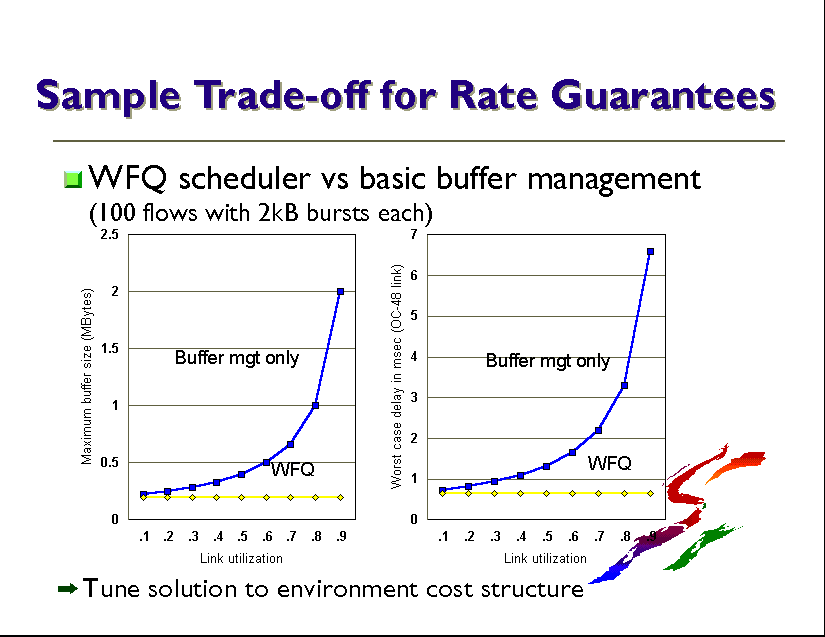 Sample Trade-off for Rate Guarantees
WFQ scheduler vs basic buffer management
(100 flows with 2kB bursts each)
Maximum buffer size (MBytes)
2.5
2
1.5
1
0.5
0
Buffer mgt only
WFQ
.1 .2 .3 .4 .5 .6 .7 .8 .9
Link utilization
Worst case delay in msec (OC-48 link)
7
6
5
4
3
2
1
0
Buffer mgt only
WFQ
.1 .2 .3 .4 .5 .6 .7 .8 .9
Link utilization
Tune solution to environment cost structure